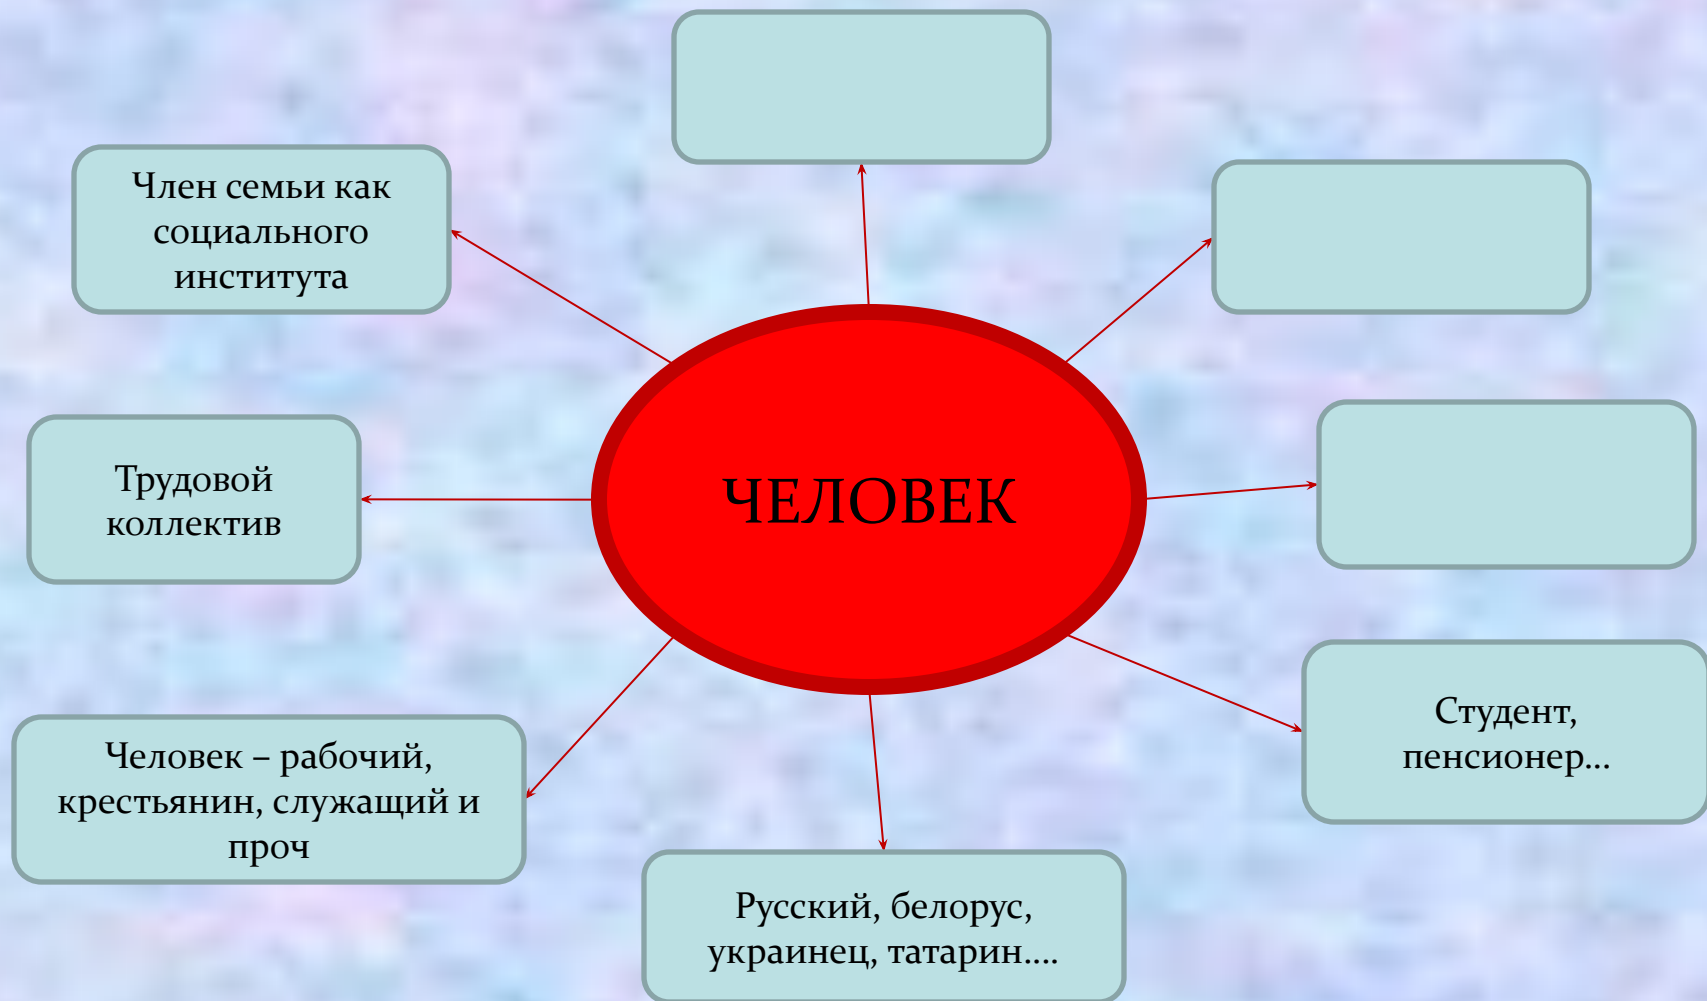 Член семьи как
социального
института
Трудовой
коллектив
ЧЕЛОВЕК
Студент,
пенсионер...
Человек – рабочий,
крестьянин, служащий и
проч
Русский, белорус,
украинец, татарин....